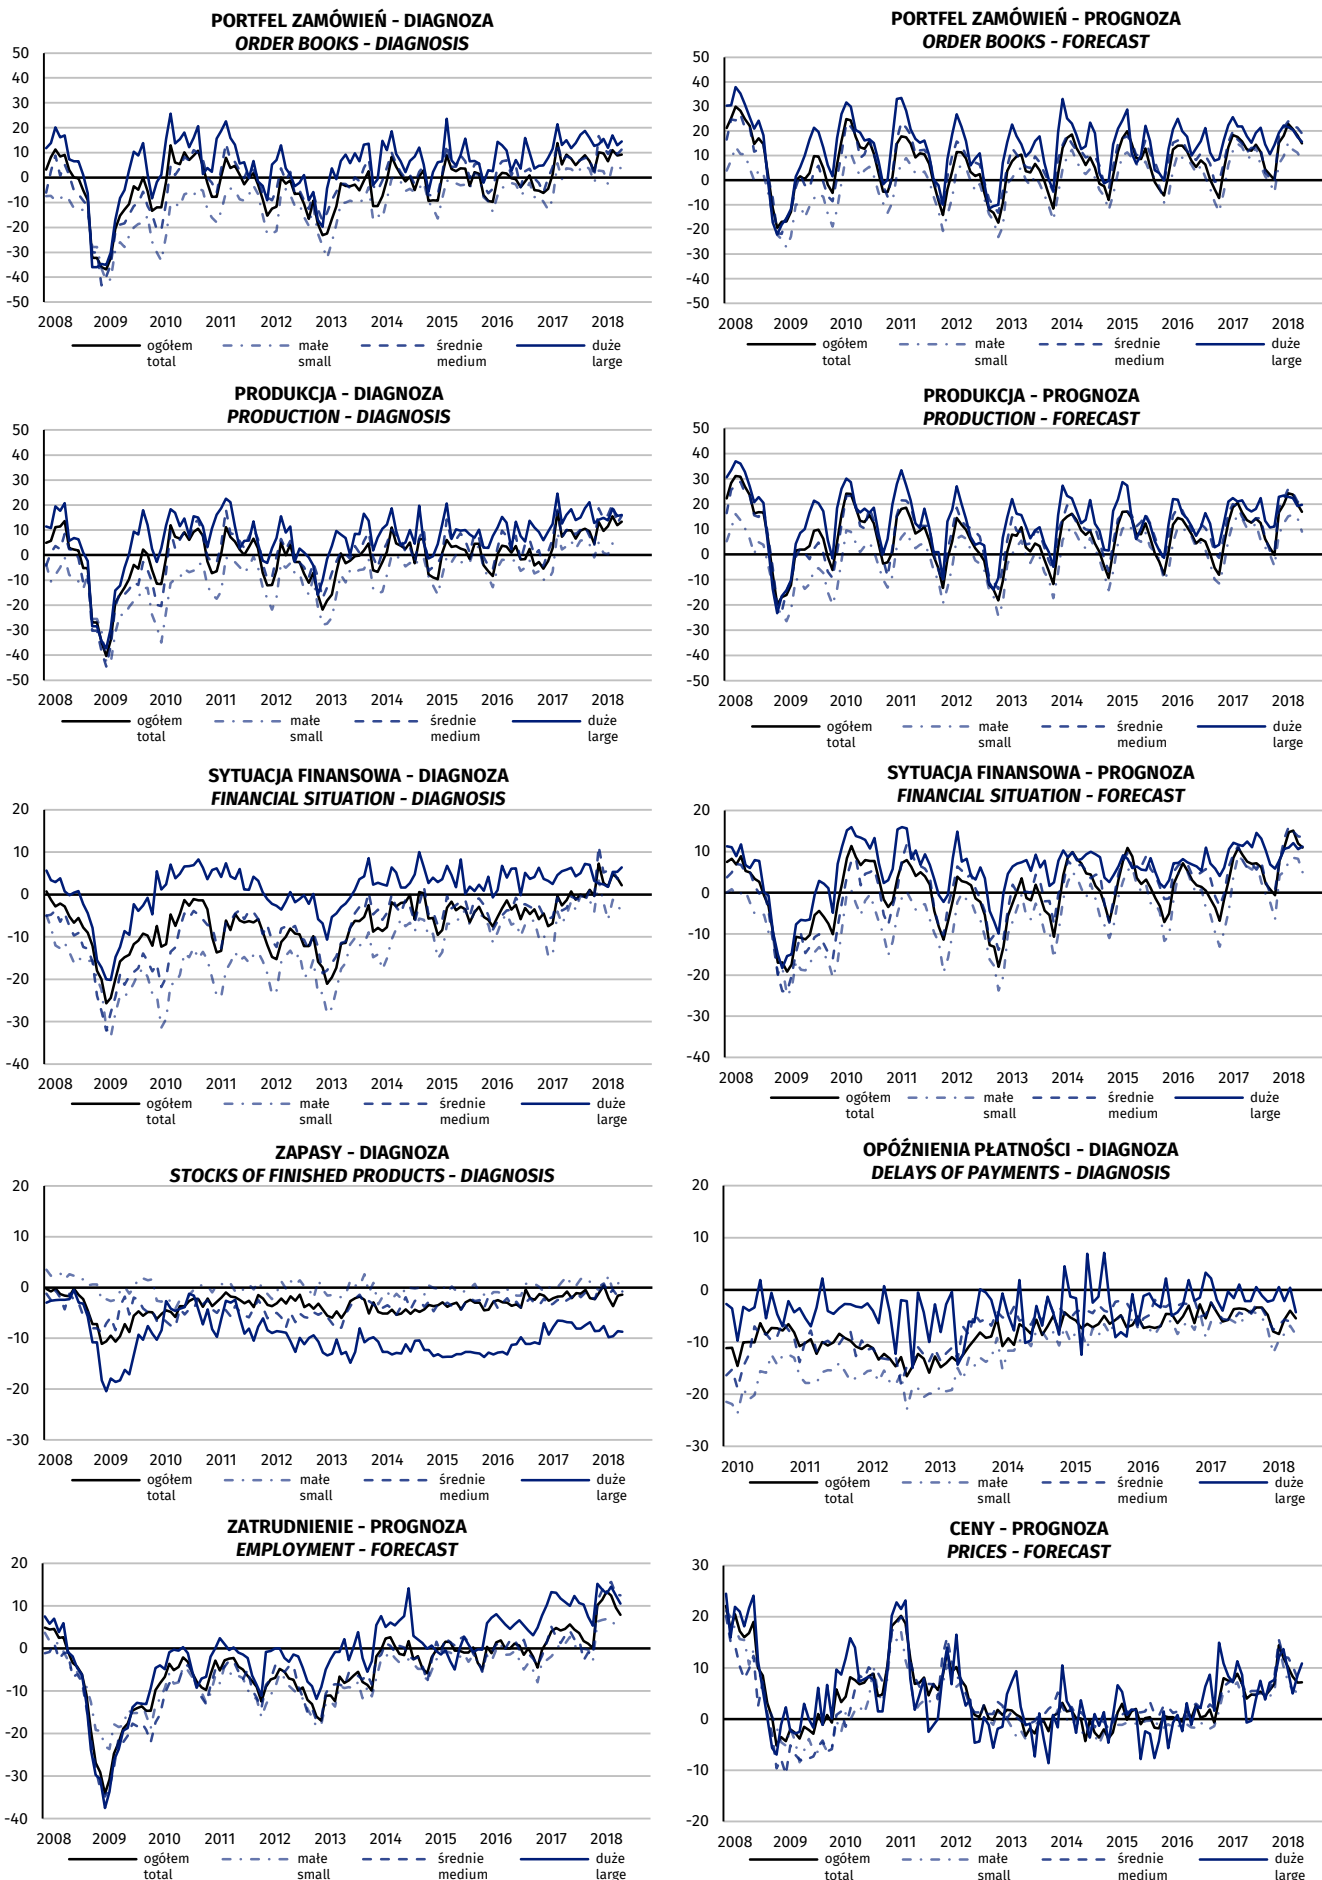 PORTFEL ZAMÓWIEŃ - DIAGNOZA
ORDER BOOKS - DIAGNOSIS
50
40
30
20
10
0
-10
-20
-30
-40
-50
2008 2009 2010 2011 2012 2013 2014 2015 2016 2017 2018
ogółem małe średnie duże
total small medium large
PORTFEL ZAMÓWIEŃ - PROGNOZA
ORDER BOOKS - FORECAST
50
40
30
20
10
0
-10
-20
-30
-40
-50
2008 2009 2010 2011 2012 2013 2014 2015 2016 2017 2018
ogółem małe średnie duże
total small medium large
PRODUKCJA - DIAGNOZA
PRODUCTION - DIAGNOSIS
50
40
30
20
10
0
-10
-20
-30
-40
-50
2008 2009 2010 2011 2012 2013 2014 2015 2016 2017 2018
ogółem małe średnie duże
total small medium large
PRODUKCJA - PROGNOZA
PRODUCTION - FORECAST
50
40
30
20
10
0
-10
-20
-30
-40
-50
2008 2009 2010 2011 2012 2013 2014 2015 2016 2017 2018
ogółem małe średnie duże
total small medium large
SYTUACJA FINANSOWA - DIAGNOZA
FINANCIAL SITUATION - DIAGNOSIS
20
10
0
-10
-20
-30
-40
2008 2009 2010 2011 2012 2013 2014 2015 2016 2017 2018
ogółem małe średnie duże
total small medium large
SYTUACJA FINANSOWA - PROGNOZA
FINANCIAL SITUATION - FORECAST
20
10
0
-10
-20
-30
-40
2008 2009 2010 2011 2012 2013 2014 2015 2016 2017 2018
ogółem małe średnie duże
total small medium large
ZAPASY - DIAGNOZA
STOCKS OF FINISHED PRODUCTS - DIAGNOSIS
20
10
0
-10
-20
-30
2008 2009 2010 2011 2012 2013 2014 2015 2016 2017 2018
ogółem małe średnie duże
total small medium large
OPÓŹNIENIA PŁATNOŚCI - DIAGNOZA
DELAYS OF PAYMENTS - DIAGNOSIS
20
10
0
-10
-20
-30
2010 2011 2012 2013 2014 2015 2016 2017 2018
ogółem małe średnie duże
total small medium large
ZATRUDNIENIE - PROGNOZA
EMPLOYMENT - FORECAST
20
10
0
-10
-20
-30
-40
2008 2009 2010 2011 2012 2013 2014 2015 2016 2017 2018
ogółem małe średnie duże
total small medium large
CENY - PROGNOZA
PRICES - FORECAST
30
20
10
0
-10
-20
2008 2009 2010 2011 2012 2013 2014 2015 2016 2017 2018
ogółem małe średnie duże
total small medium large